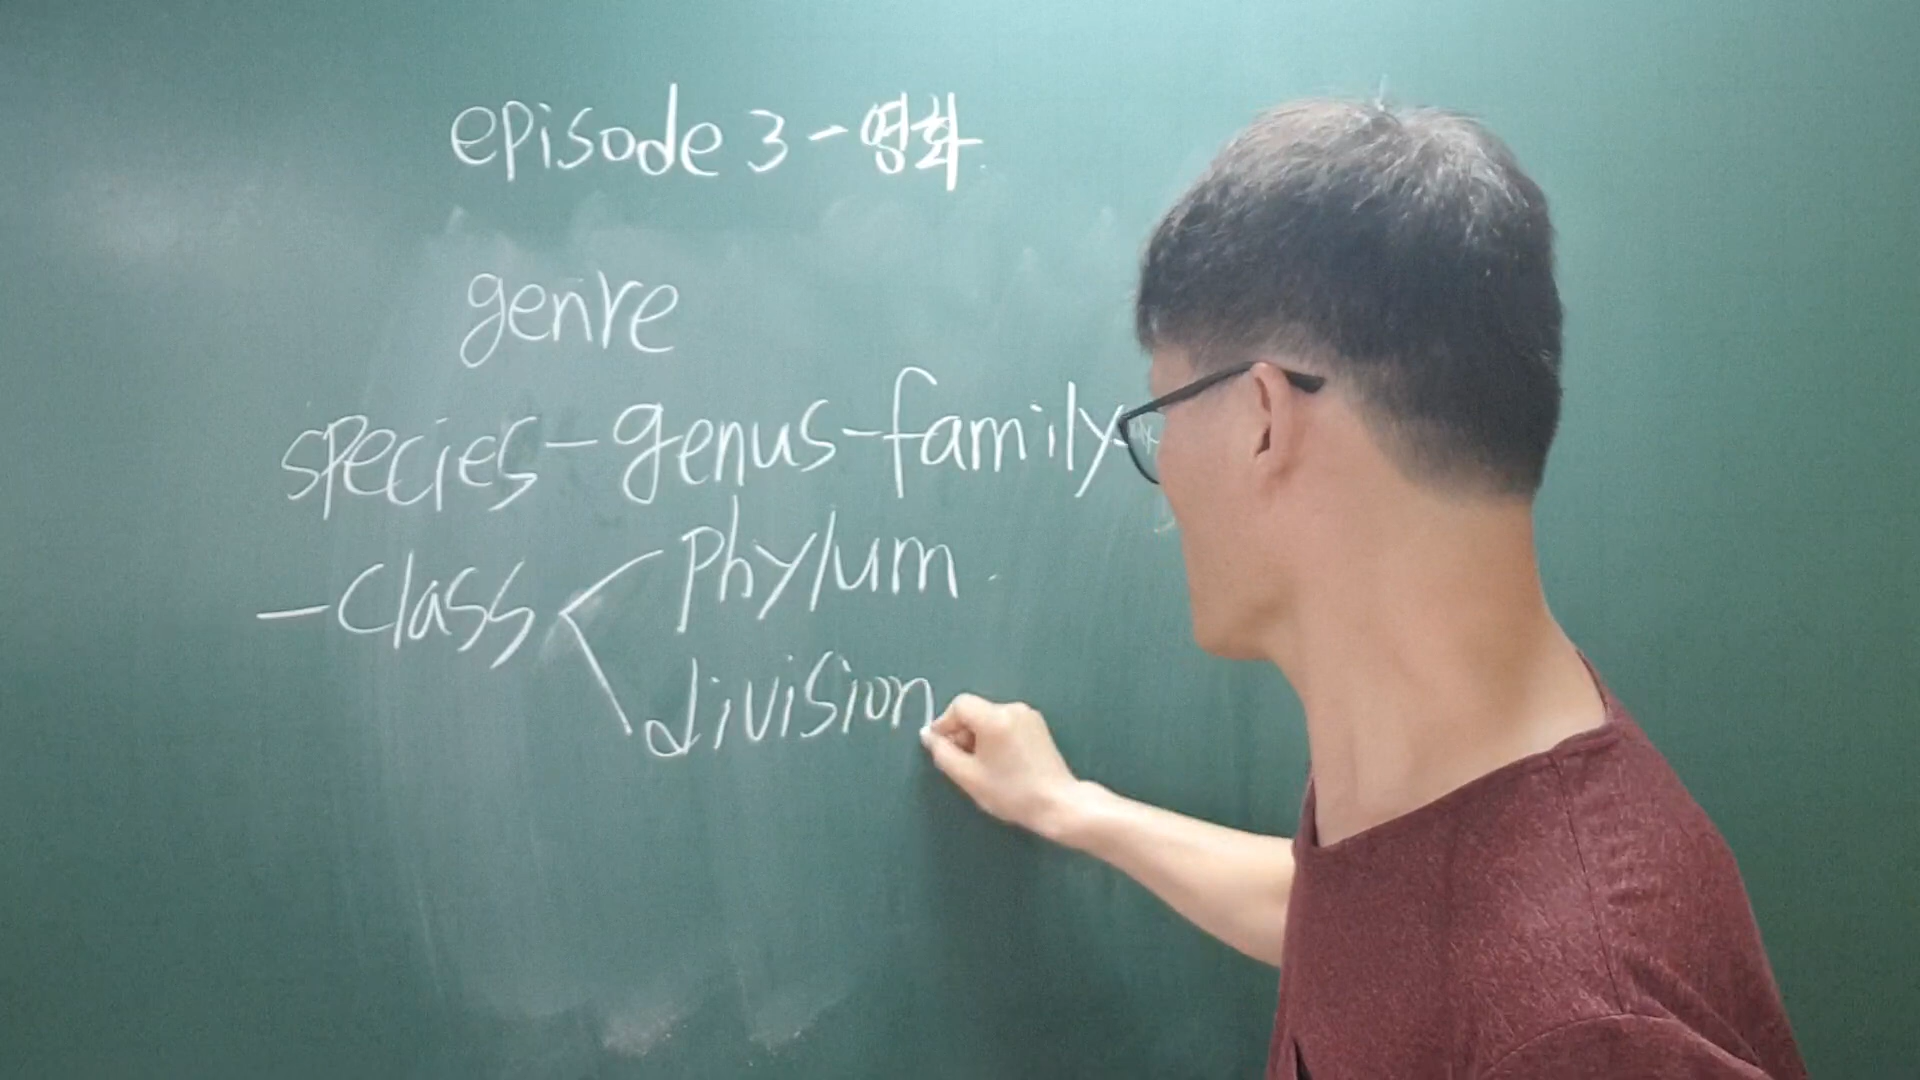 episode 3 - 영화
genre
species - genus - family -
- class < phylum
division